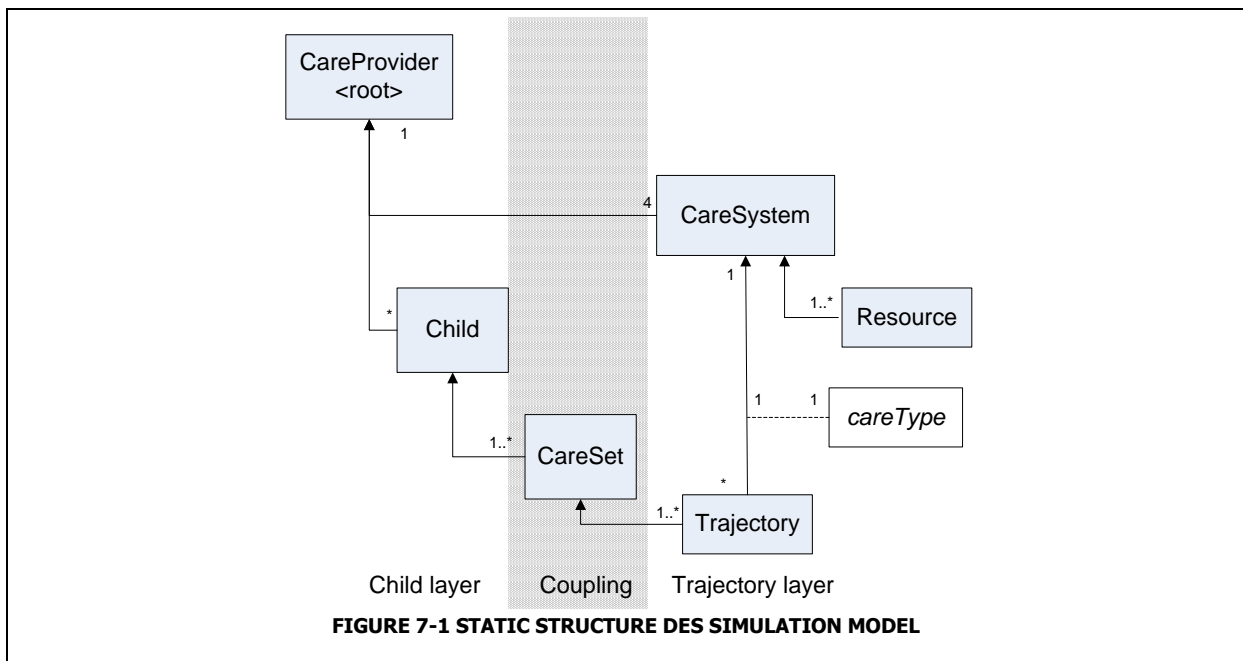 CareProvider
<root>
1
4
CareSystem
1
1..*
Resource
*
Child
1
1
careType
1..*
CareSet
*
1..*
Trajectory
Child layer
Coupling
Trajectory layer
FIGURE 7-1 STATIC STRUCTURE DES SIMULATION MODEL